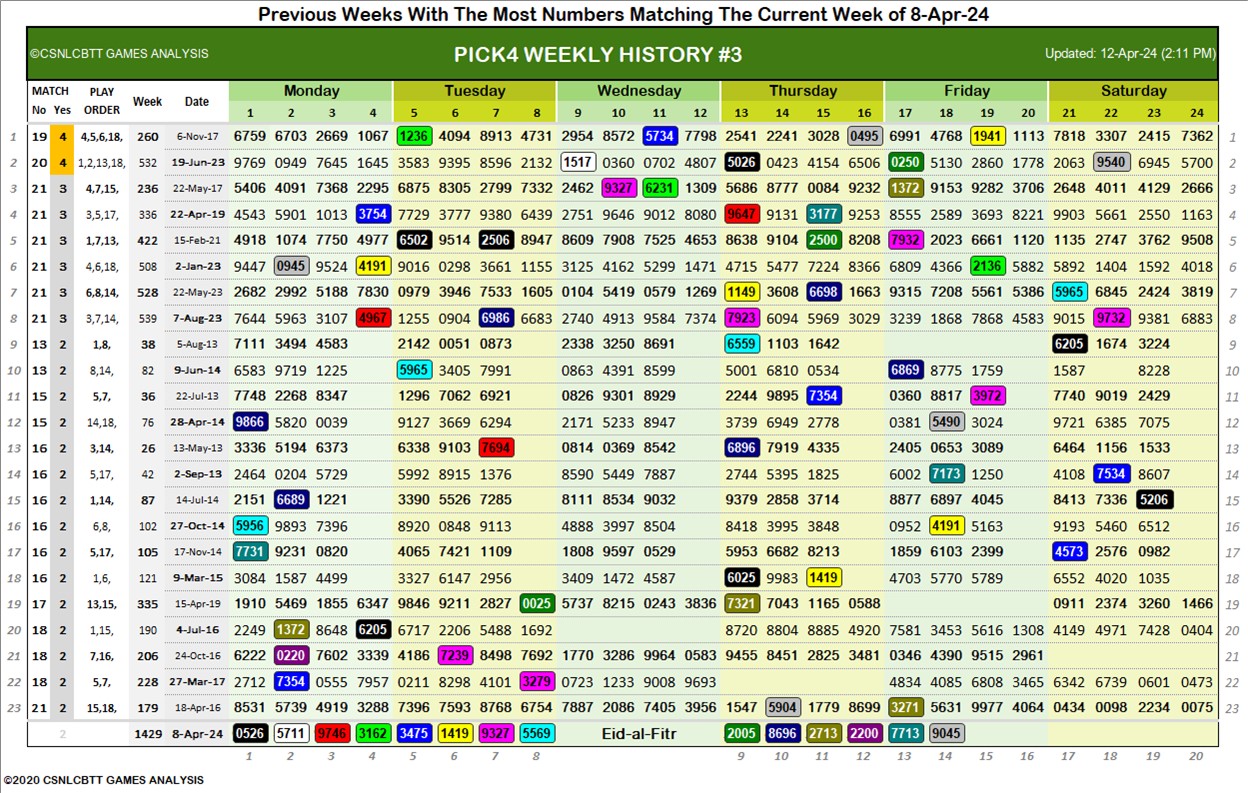 Previous Weeks With The Most Numbers Matching The Current Week of 8-Apr-24
©CSNLCBTT GAMES ANALYSIS PICK4 WEEKLY HISTORY #3 Updated: 12-Apr-24 (2:11 PM)
MATCH PLAY Week Date Monday Tuesday Wednesday Thursday Friday Saturday
No Yes ORDER 1 2 3 4 5 6 7 8 9 10 11 12 13 14 15 16 17 18 19 20 21 22 23 24
1 19 4 4,5,6,18, 260 6-Nov-17 6759 6703 2669 1067 1236 4094 8913 4731 2954 8572 5734 7798 2541 2241 3028 0495 6991 4768 1941 1113 7818 3307 2415 7362 1
2 20 4 1,2,13,18, 532 19-Jun-23 9769 0949 7645 1645 3583 9395 8596 2132 1517 0360 0702 4807 5026 0423 4154 6506 0250 5130 2860 1778 2063 9540 6945 5700 2
3 21 3 4,7,15, 236 22-May-17 5406 4091 7368 2295 6875 8305 2799 7332 2462 9327 6231 1309 5686 8777 0084 9232 1372 9153 9282 3706 2648 4011 4129 2666 3
4 21 3 3,5,17, 336 22-Apr-19 4543 5901 1013 3754 7729 3777 9380 6439 2751 9646 9012 8080 9647 9131 3177 9253 8555 2589 3693 8221 9903 5661 2550 1163 4
5 21 3 1,7,13, 422 15-Feb-21 4918 1074 7750 4977 6502 9514 2506 8947 8609 7908 7525 4653 8638 9104 2500 8208 7932 2023 6661 1120 1135 2747 3762 9508 5
6 21 3 4,6,18, 508 2-Jan-23 9447 0945 9524 4191 9016 0298 3661 1155 3125 4162 5299 1471 4715 5477 7224 8366 6809 4366 2136 5882 5892 1404 1592 4018 6
7 21 3 6,8,14, 528 22-May-23 2682 2992 5188 7830 0979 3946 7533 1605 0104 5419 0579 1269 1149 3608 6698 1663 9315 7208 5561 5386 5965 6845 2424 3819 7
8 21 3 3,7,14, 539 7-Aug-23 7644 5963 3107 4967 1255 0904 6986 6683 2740 4913 9584 7374 7923 6094 5969 3029 3239 1868 7868 4583 9015 9732 9381 6883 8
9 13 2 1,8, 38 5-Aug-13 7111 3494 4583 2142 0051 0873 2338 3250 8691 6559 1103 1642 6205 1674 3224 9
10 13 2 8,14, 82 9-Jun-14 6583 9719 1225 5965 3405 7991 0863 4391 8599 5001 6810 0534 6869 8775 1759 1587 8228 10
11 15 2 5,7, 36 22-Jul-13 7748 2268 8347 1296 7062 6921 0826 9301 8929 2244 9895 7354 0360 8817 3972 7740 9019 2429 11
12 15 2 14,18, 76 28-Apr-14 9866 5820 0039 9127 3669 6294 2171 5233 8947 3739 6949 2778 0381 5490 3024 9721 6385 7075 12
13 16 2 3,14, 26 13-May-13 3336 5194 6373 6338 9103 7694 0814 0369 8542 6896 7919 4335 2405 0653 3089 6464 1156 1533 13
14 16 2 5,17, 42 2-Sep-13 2464 0204 5729 5992 8915 1376 8590 5449 7887 2744 5395 1825 6002 7173 1250 4108 7534 8607 14
15 16 2 1,14, 87 14-Jul-14 2151 6689 1221 3390 5526 7285 8111 8534 9032 9379 2858 3714 8877 6897 4045 8413 7336 5206 15
16 16 2 6,8, 102 27-Oct-14 5956 9893 7396 8920 0848 9113 4888 3997 8504 8418 3995 3848 0952 4191 5163 9193 5460 6512 16
17 16 2 5,17, 105 17-Nov-14 7731 9231 0820 4065 7421 1109 1808 9597 0529 5953 6682 8213 1859 6103 2399 4573 2576 0982 17
18 16 2 1,6, 121 9-Mar-15 3084 1587 4499 3327 6147 2956 3409 1472 4587 6025 9983 1419 4703 5770 5789 6552 4020 1035 18
19 17 2 13,15, 335 15-Apr-19 1910 5469 1855 6347 9846 9211 2827 0025 5737 8215 0243 3836 7321 7043 1165 0588 0911 2374 3260 1466 19
20 18 2 1,15, 190 4-Jul-16 2249 1372 8648 6205 6717 2206 5488 1692 8720 8804 8885 4920 7581 3453 5616 1308 4149 4971 7428 0404 20
21 18 2 7,16, 206 24-Oct-16 6222 0220 7602 3339 4186 7239 8498 7692 1770 3286 9964 0583 9455 8451 2825 3481 0346 4390 9515 2961 21
22 18 2 5,7, 228 27-Mar-17 2712 7354 0555 7957 0211 8298 4101 3279 0723 1233 9008 9693 4834 4085 6808 3465 6342 6739 0601 0473 22
23 21 2 15,18, 179 18-Apr-16 8531 5739 4919 3288 7396 7593 8768 6754 7887 2086 7405 3956 1547 5904 1779 8699 3271 5631 9977 4064 0434 0098 2234 0075 23
2 1429 8-Apr-24 0526 5711 9746 3162 3475 1419 9327 5569 Eid-al-Fitr 2005 8696 2713 2200 7713 9045
1 2 3 4 5 6 7 8 9 10 11 12 13 14 15 16 17 18 19 20
©2020 CSNLCBTT GAMES ANALYSIS